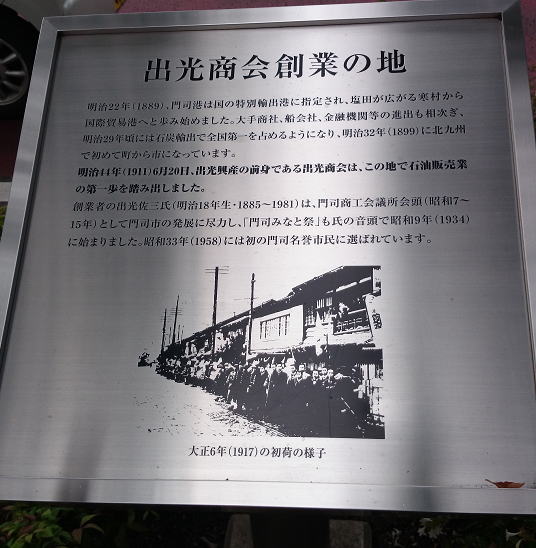 出光商会創業の地
明治22年(1889)、門司港は国の特別輸出港に指定され、塩田が広がる寒村から
国際貿易港へと歩み始めました。大手商社、船会社、金融機関等の進出も相次ぎ、
明治29年頃には石炭輸出で全国第一を占めるようになり、明治32年(1899)に北九州
で初めて町から市になっています。
明治44年(1911)6月20日、出光興産の前身である出光商会は、この地で石油販売業
の第一歩を踏み出しました。
創業者の出光佐三氏(明治18年生・1885〜1981)は、門司商工会議所会頭(昭和7〜
15年)として門司市の発展に尽力し、「門司みなと祭」も氏の音頭で昭和9年(1934)
に始まりました。昭和33年(1958)には初の門司名誉市民に選ばれています。
大正6年(1917)の初荷の様子